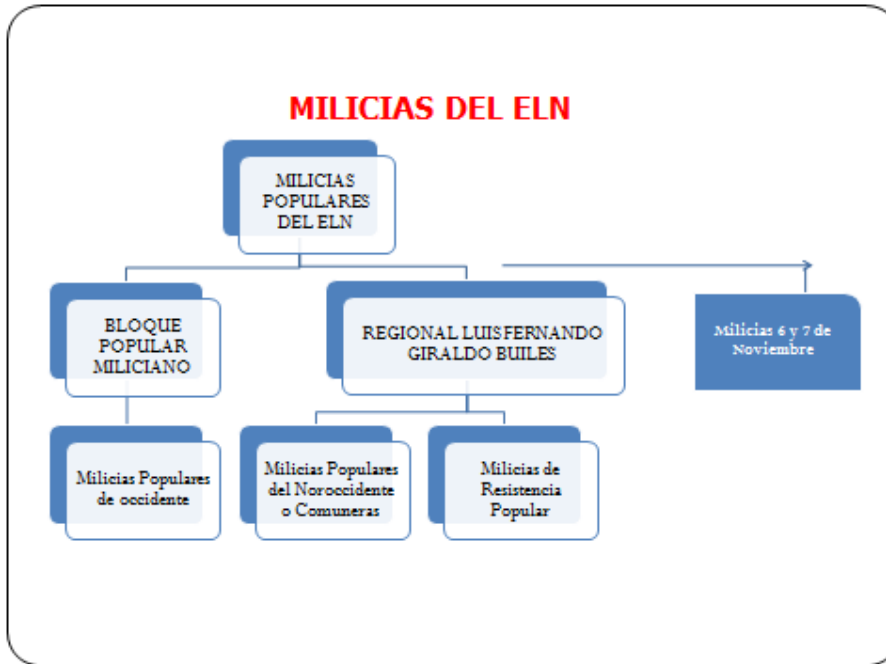 MILICIAS DEL ELN
MILICIAS
POPULARES
DEL ELN
BLOQUE
POPULAR
MILICIANO
REGIONAL LUIS FERNANDO
GIRALDO BUILES
Milicias 6 y 7 de
Noviembre
Milicias Populares
de occidente
Milicias Populares
del Noroccidente
o Comuneras
Milicias de
Resistencia
Popular